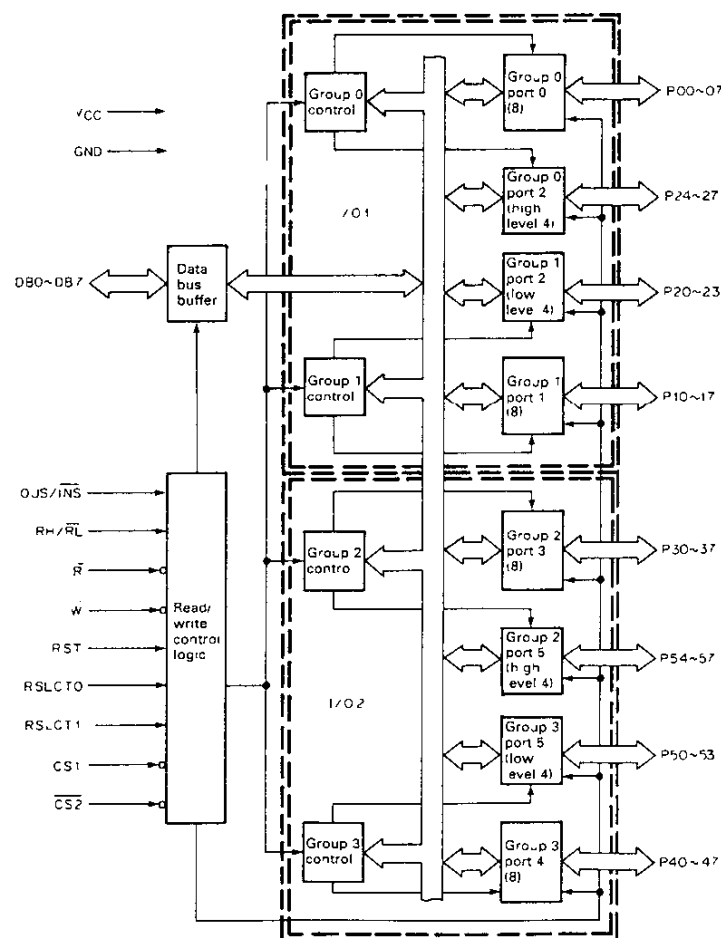 VCC
GND
DB0~DB7
Data
bus
buffer
OJS/INS
RH/RL
R
W
RST
RSLCT0
RSLCT1
CS1
CS2
Read/
write
control
logic
Group 0
control
I/O1
Group 1
control
Group 0
port 0
(8)
P00~07
Group 0
port 2
(high
level 4)
P24~27
Group 1
port 2
(low
level 4)
P20~23
Group 1
port 1
(8)
P10~17
Group 2
contro
I/O2
Group 3
control
Group 2
port 3
(8)
P30~37
Group 2
port 5
(high
level 4)
P54~57
Group 3
port 5
(low
level 4)
P50~53
Group 3
port 4
(8)
P40~47